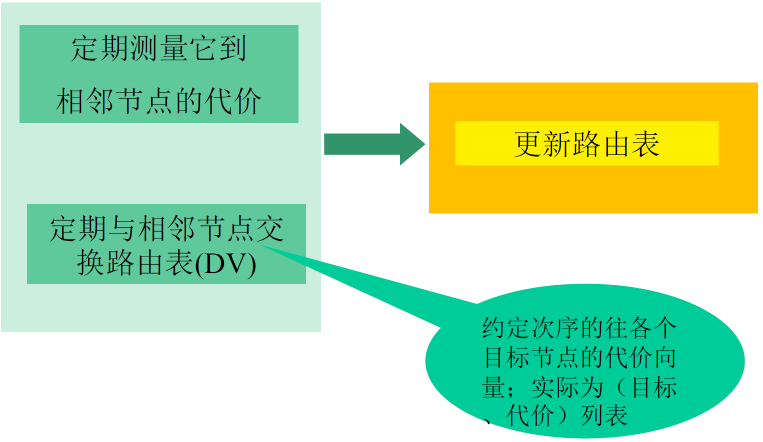 定期测量它到
相邻节点的代价
更新路由表
定期与相邻节点交
换路由表(DV)
约定次序的往各个
目标节点的代价向
量；实际为（目标
、代价）列表